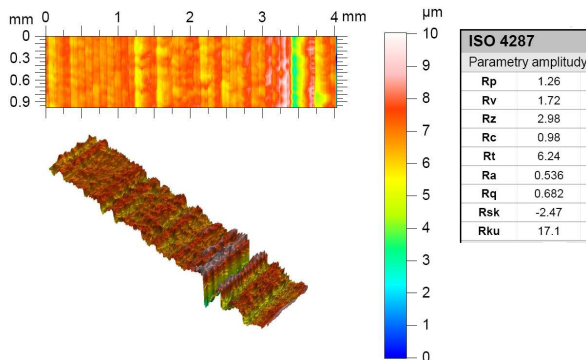 mm 0 1 2 3 4 mm
0
0.3
0.6
0.9
µm
10
9
8
7
6
5
4
3
2
1
0
ISO 4287
Parametry amplitudy
Rp 1.26
Rv 1.72
Rz 2.98
Rc 0.98
Rt 6.24
Ra 0.536
Rq 0.682
Rsk -2.47
Rku 17.1